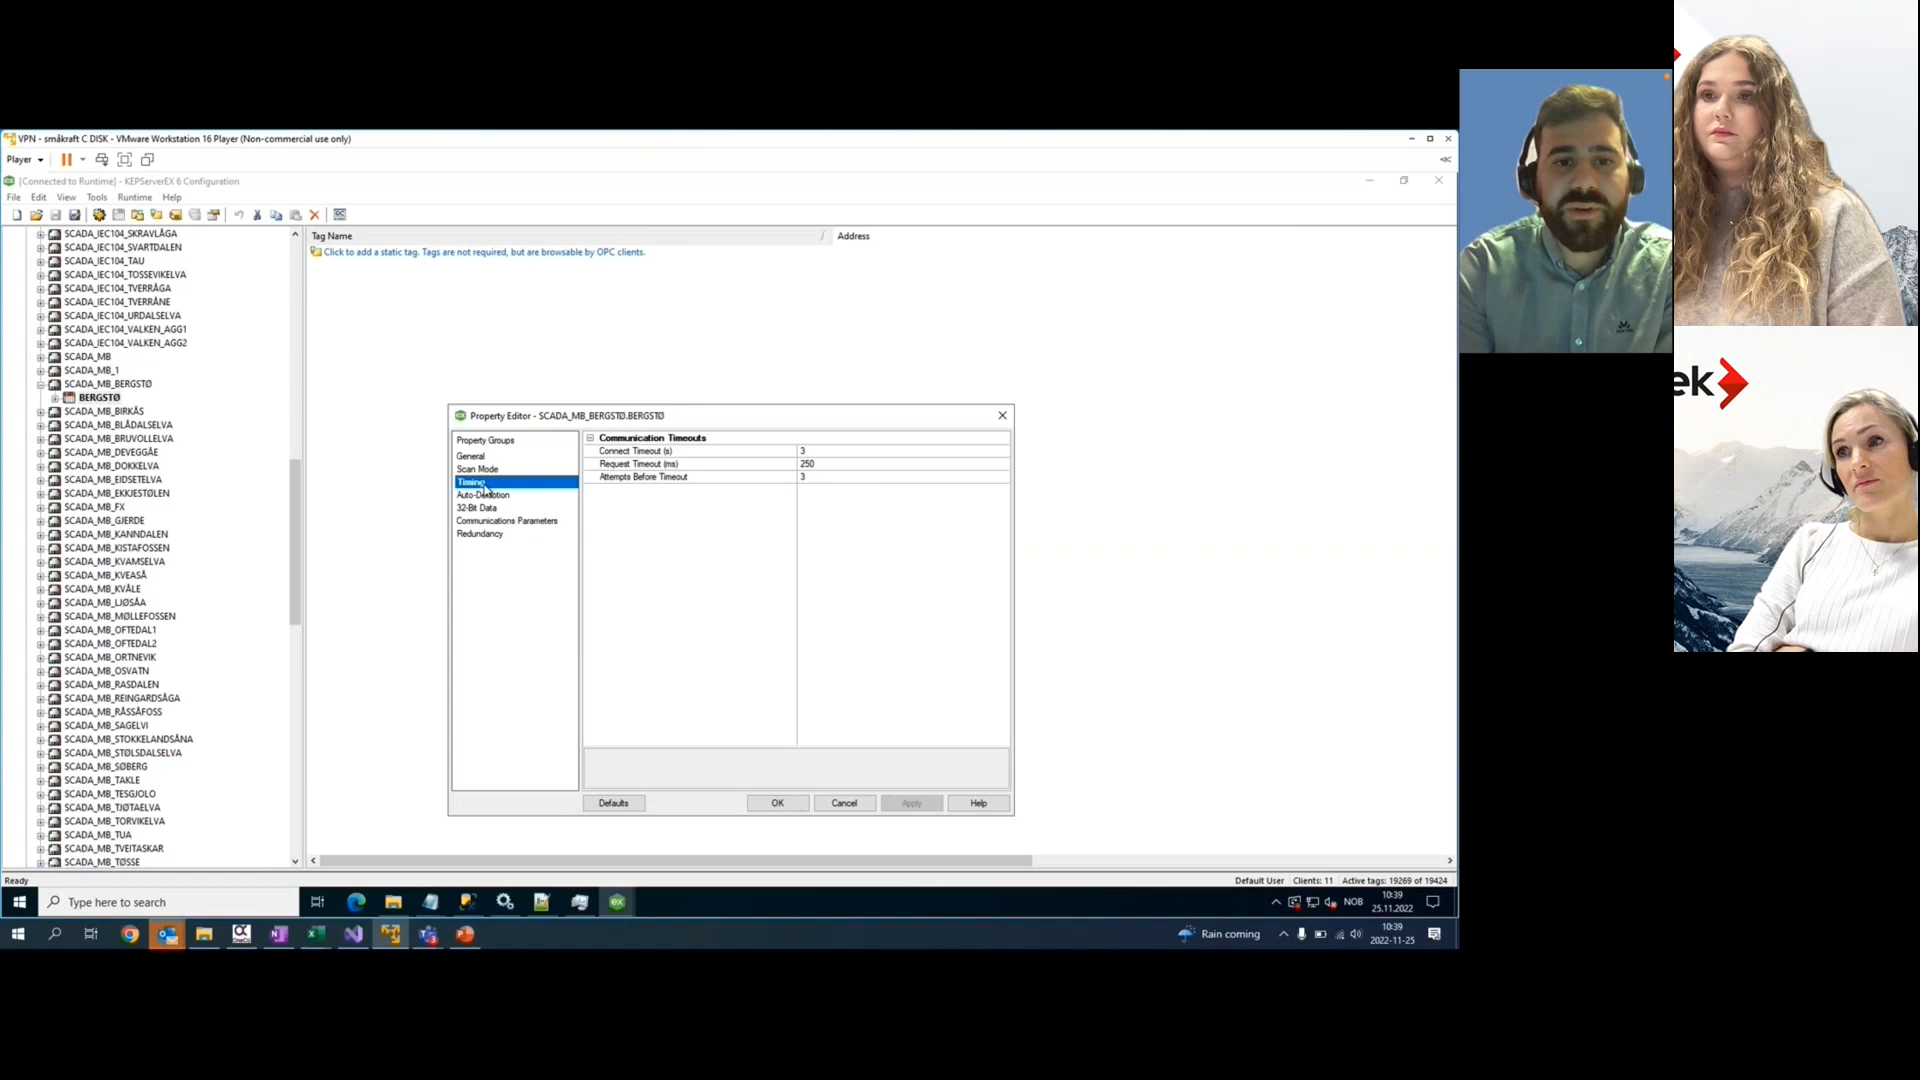 VPN - småkraft C DISK - VMware Workstation 16 Player (Non-commercial use only)
Player
[Connected to Runtime] - KEPServerEX 6 Configuration
File Edit View Tools Runtime Help
SCADA_IEC104_SKRAVLÅGA
SCADA_IEC104_SVARTDALEN
SCADA_IEC104_TAU
SCADA_IEC104_TOSSEVIKELVA
SCADA_IEC104_TVERRÅGA
SCADA_IEC104_TVERRÅNE
SCADA_IEC104_URDALSELVA
SCADA_IEC104_VALKEN_AGG1
SCADA_IEC104_VALKEN_AGG2
SCADA_MB
SCADA_MB_1
SCADA_MB_BERGSTØ
BERGSTØ
SCADA_MB_BIRKÅS
SCADA_MB_BLÅDALSELVA
SCADA_MB_BRUVOLLELVA
SCADA_MB_DEVEGGÅE
SCADA_MB_DOKKELVA
SCADA_MB_EIDSETELVA
SCADA_MB_EKKJESTØLEN
SCADA_MB_FX
SCADA_MB_GJERDE
SCADA_MB_KANNDALEN
SCADA_MB_KISTAFOSSEN
SCADA_MB_KVAMSELVA
SCADA_MB_KVEASÅ
SCADA_MB_KVÅLE
SCADA_MB_LJØSÅA
SCADA_MB_MØLLEFOSSEN
SCADA_MB_OFTEDAL1
SCADA_MB_OFTEDAL2
SCADA_MB_ORTNEVIK
SCADA_MB_OSVATN
SCADA_MB_RASDALEN
SCADA_MB_REINGARDSÅGA
SCADA_MB_RÅSSÅFOSS
SCADA_MB_SAGELVI
SCADA_MB_STOKKELANDSÅNA
SCADA_MB_STØLSDALSELVA
SCADA_MB_SØBERG
SCADA_MB_TAKLE
SCADA_MB_TESGJOLO
SCADA_MB_TJØTAELVA
SCADA_MB_TORVIKELVA
SCADA_MB_TUA
SCADA_MB_TVEITASKAR
SCADA_MB_TØSSE
Tag Name / Address
Click to add a static tag. Tags are not required, but are browsable by OPC clients.
Property Editor - SCADA_MB_BERGSTØ.BERGSTØ
Property Groups
General
Scan Mode
Timing
32-Bit Data
Communications Parameters
Redundancy
Communication Timeouts
Connect Timeout (s) 3
Request Timeout (ms) 250
Attempts Before Timeout 3
Defaults OK Cancel Apply Help
Ready
Default User Clients: 11 Active tags: 19269 of 19424
Type here to search
NOB
10:39
25.11.2022
Rain coming
10:39
2022-11-25
ek